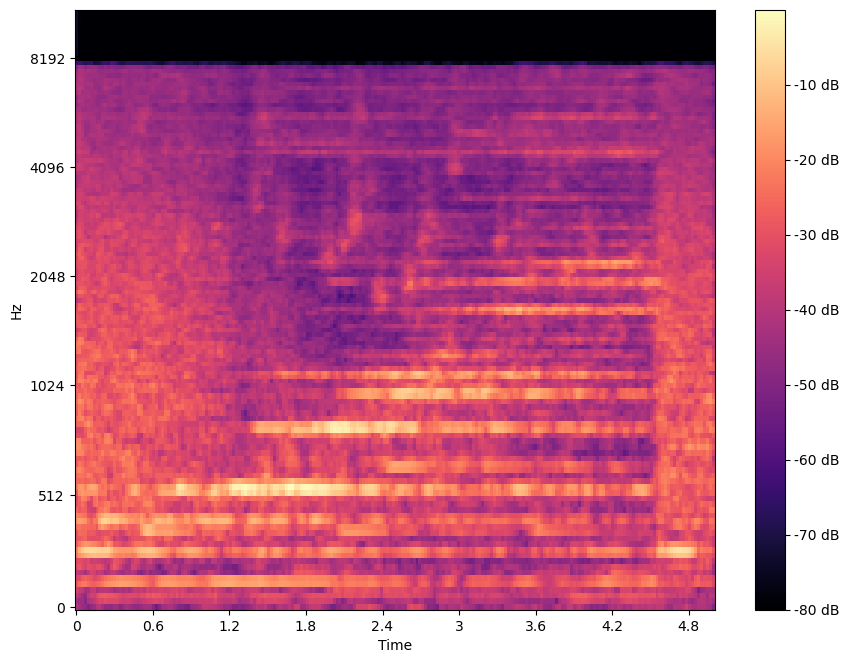 8192
4096
2048
1024
512
0
Hz
0 0.6 1.2 1.8 2.4 3 3.6 4.2 4.8
Time
-10 dB
-20 dB
-30 dB
-40 dB
-50 dB
-60 dB
-70 dB
-80 dB